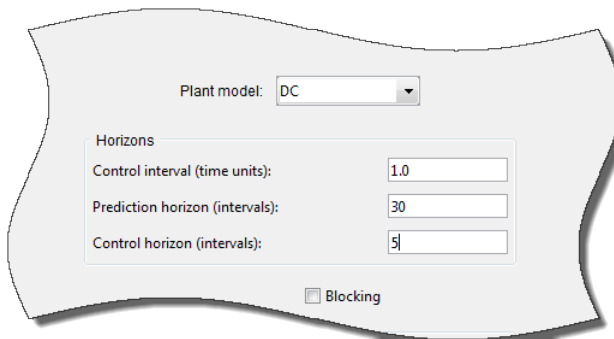 Plant model: DC
Horizons
Control interval (time units): 1.0
Prediction horizon (intervals): 30
Control horizon (intervals): 5
Blocking